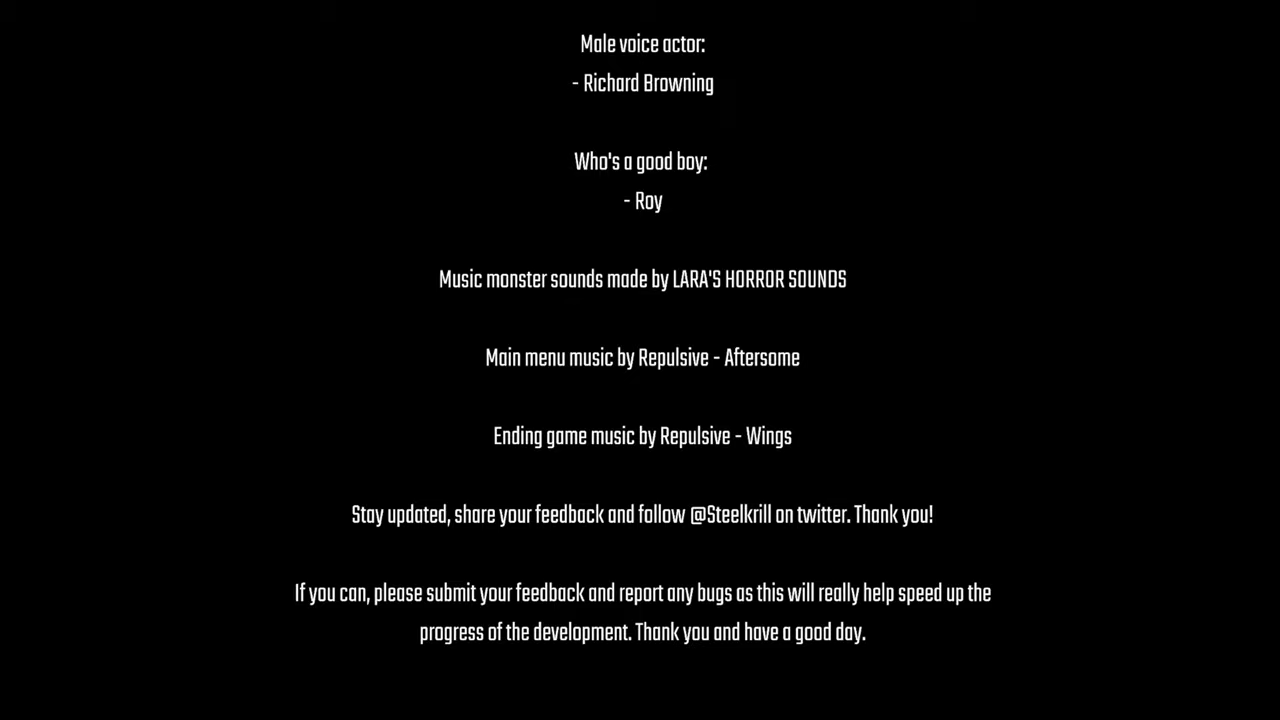 Male voice actor:
- Richard Browning
Who's a good boy:
- Roy
Music monster sounds made by LARA'S HORROR SOUNDS
Main menu music by Repulsive - Aftersome
Ending game music by Repulsive - Wings
Stay updated, share your feedback and follow @Steelkrill on twitter. Thank you!
If you can, please submit your feedback and report any bugs as this will really help speed up the
progress of the development. Thank you and have a good day.